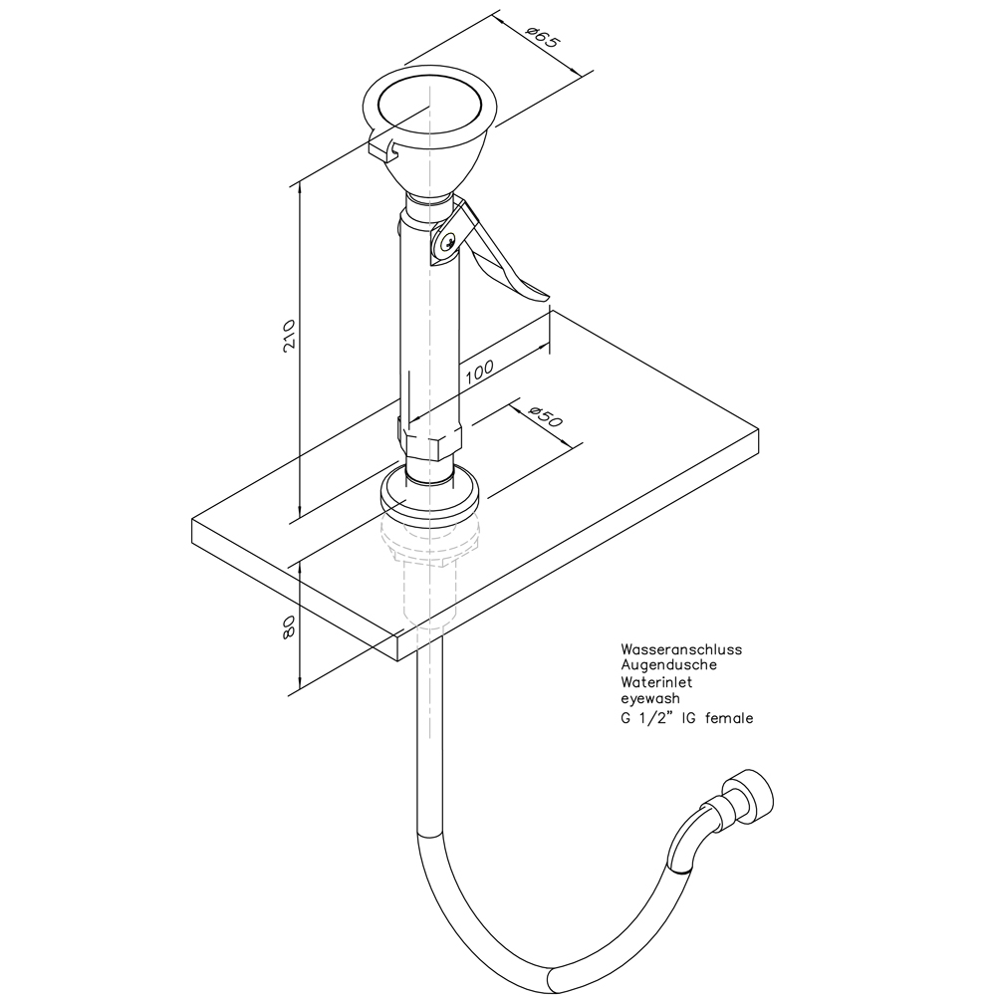 ø65
210
100
ø50
80
Wasseranschluss
Augendusche
Waterinlet
eyewash
G 1/2” IG female